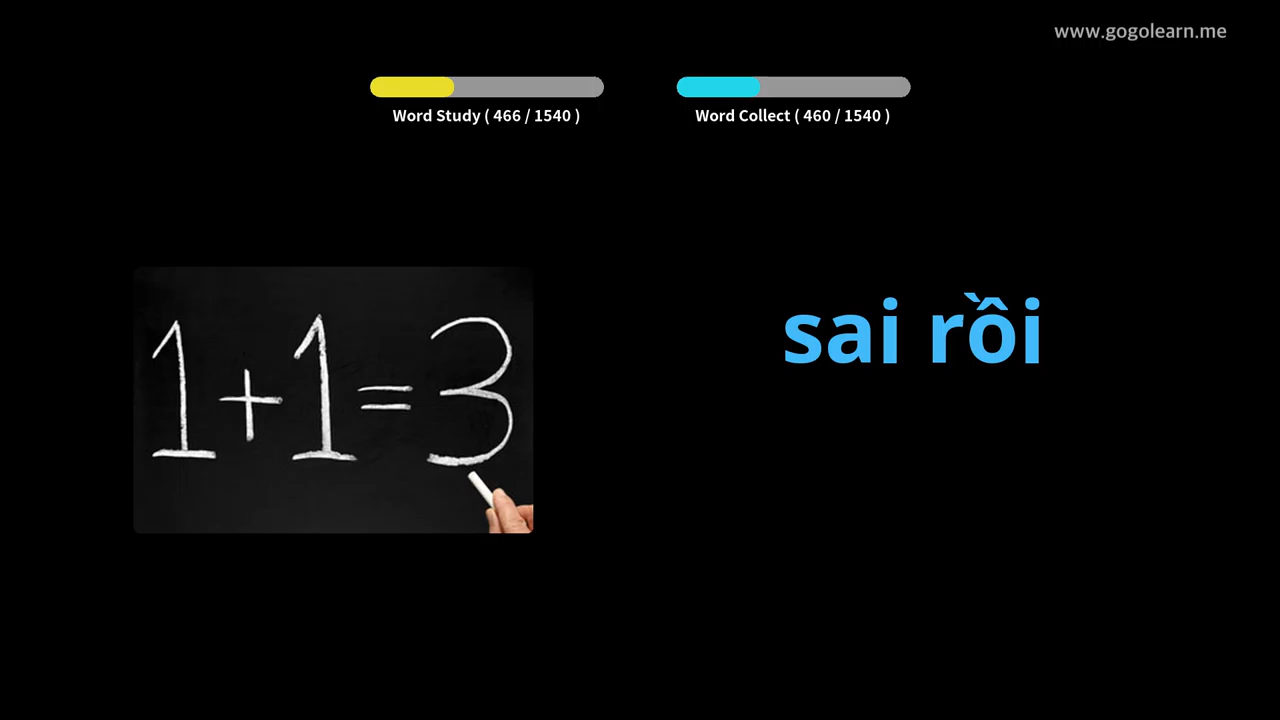 www.gogolearn.me
Word Study ( 466 / 1540 )
Word Collect ( 460 / 1540 )
1+1=3
sai rồi